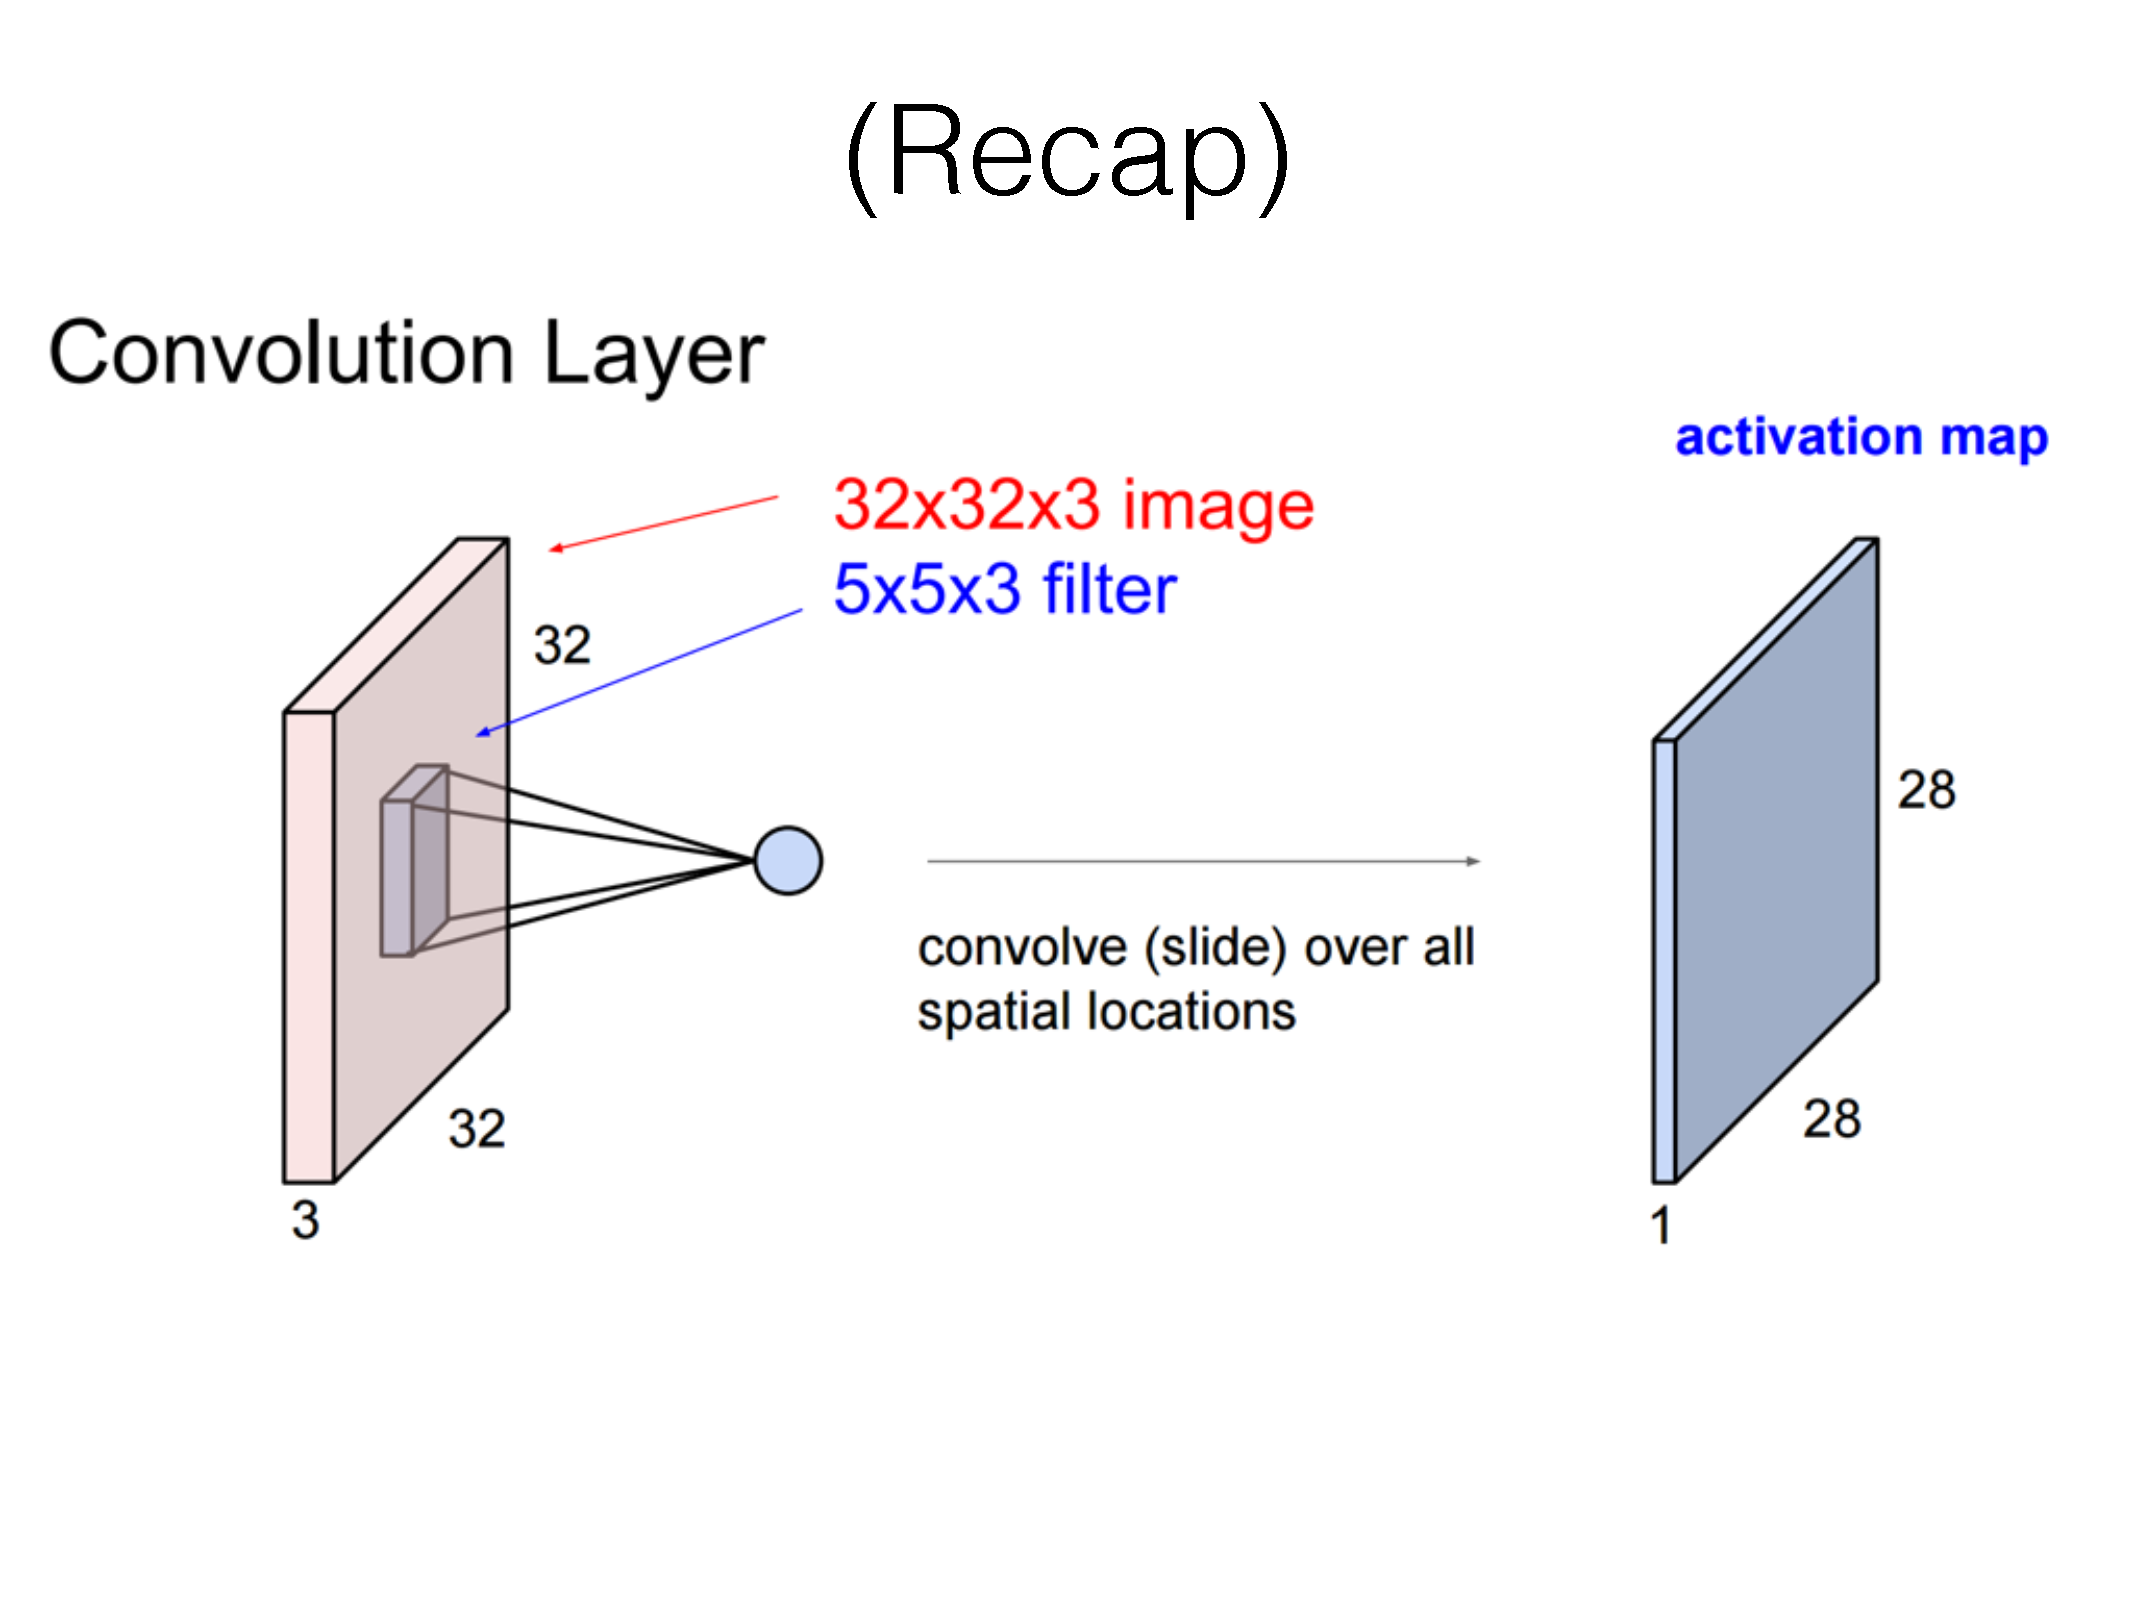 (Recap)
Convolution Layer
activation map
32x32x3 image
5x5x3 filter
32
28
convolve (slide) over all
spatial locations
32
28
3
1